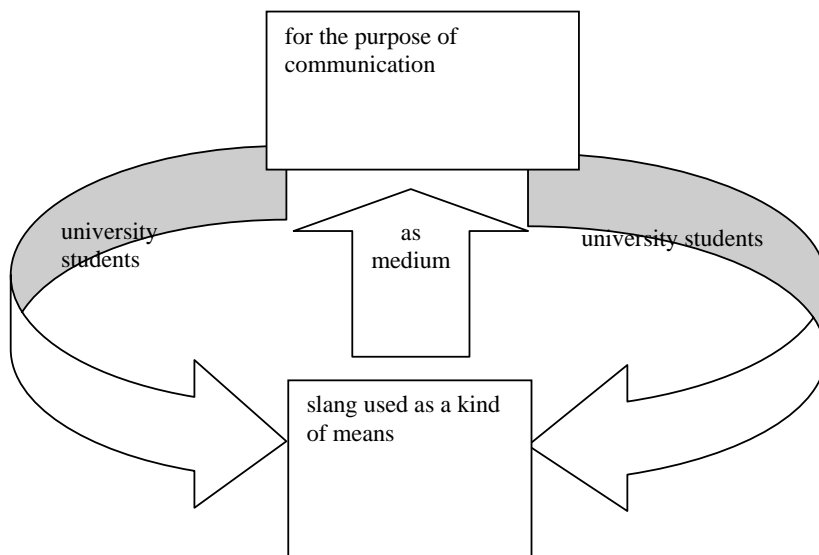 for the purpose of
communication
university
students
as
medium
university students
slang used as a kind
of means